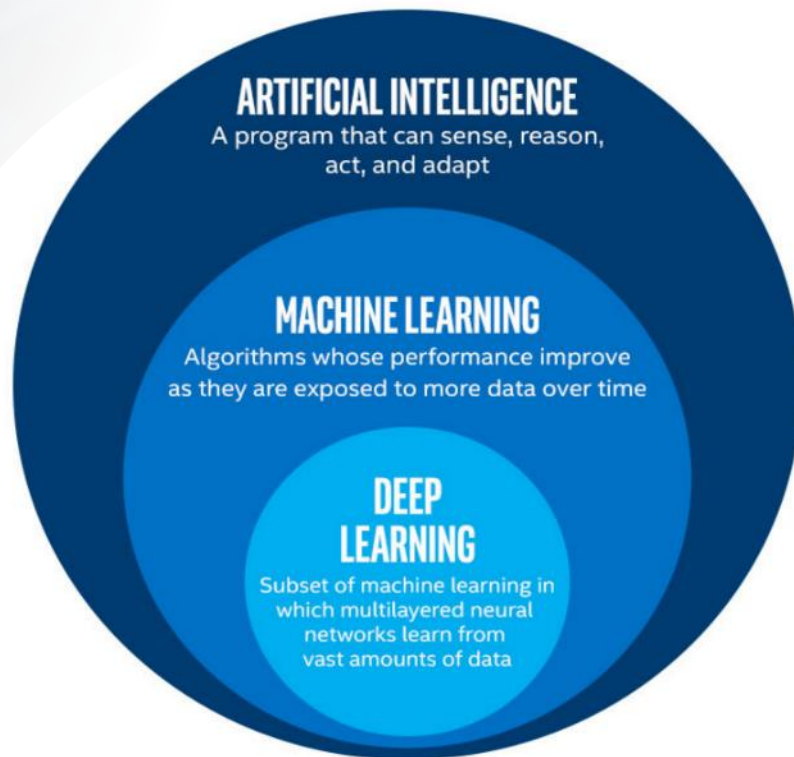 ARTIFICIAL INTELLIGENCE
A program that can sense, reason,
act, and adapt
MACHINE LEARNING
Algorithms whose performance improve
as they are exposed to more data over time
DEEP
LEARNING
Subset of machine learning in
which multilayered neural
networks learn from
vast amounts of data